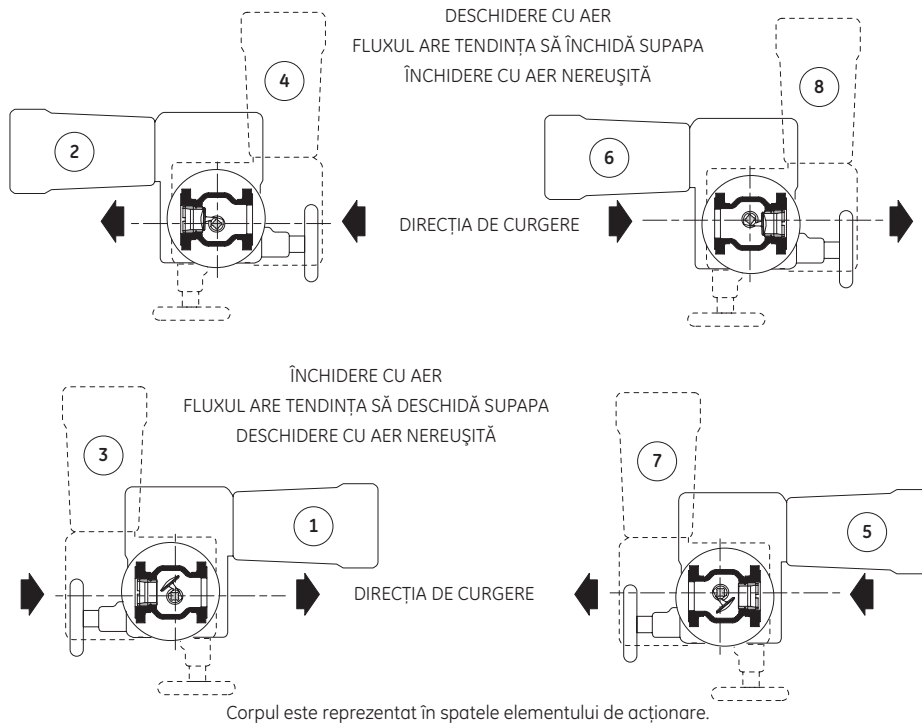 DESCHIDERE CU AER
FLUXUL ARE TENDINȚA SĂ ÎNCHIDĂ SUPAPA
ÎNCHIDERE CU AER NEREUŞITĂ
4
8
2
6
DIRECȚIA DE CURGERE
ÎNCHIDERE CU AER
FLUXUL ARE TENDINȚA SĂ DESCHIDĂ SUPAPA
DESCHIDERE CU AER NEREUŞITĂ
3
7
1
5
DIRECȚIA DE CURGERE
Corpul este reprezentat în spatele elementului de acționare.